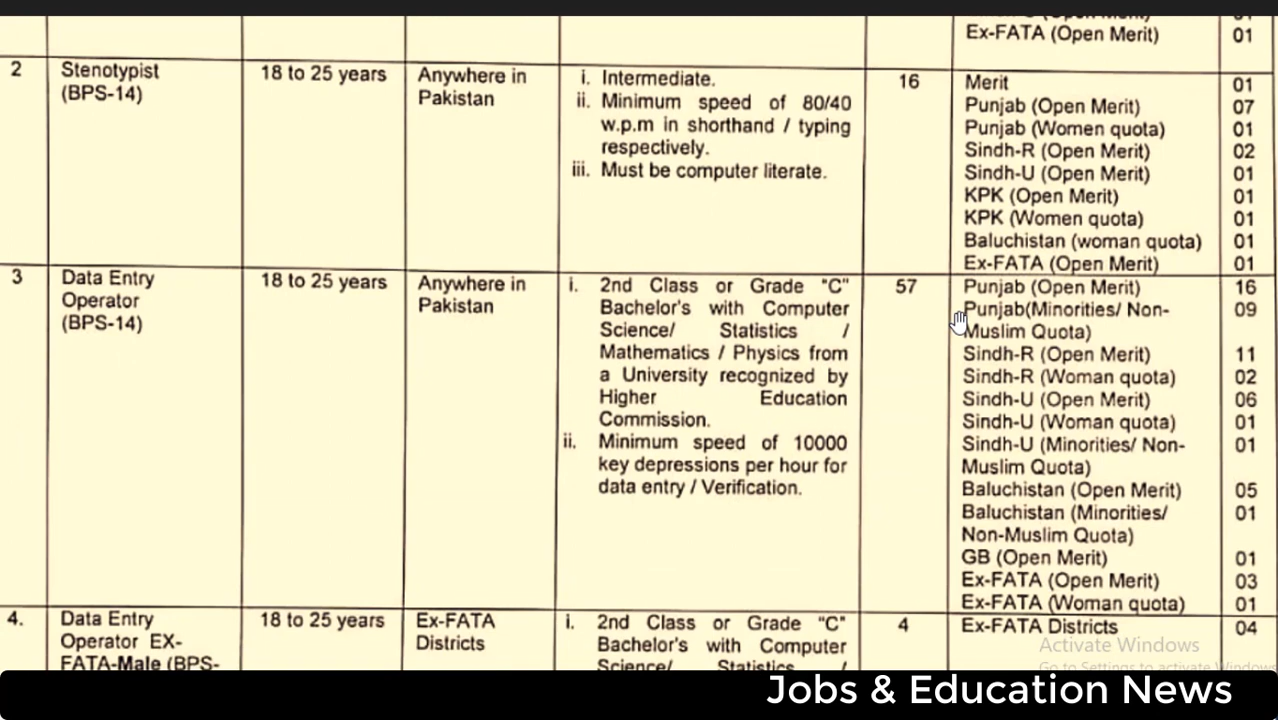 Ex-FATA (Open Merit) 01
2 Stenotypist (BPS-14) 18 to 25 years Anywhere in Pakistan
i. Intermediate.
ii. Minimum speed of 80/40
w.p.m in shorthand / typing
respectively.
iii. Must be computer literate.
16
Merit 01
Punjab (Open Merit) 07
Punjab (Women quota) 01
Sindh-R (Open Merit) 02
Sindh-U (Open Merit) 01
KPK (Open Merit) 01
KPK (Women quota) 01
Baluchistan (woman quota) 01
Ex-FATA (Open Merit) 01
3 Data Entry Operator (BPS-14) 18 to 25 years Anywhere in Pakistan
i. 2nd Class or Grade "C"
Bachelor's with Computer
Science/ Statistics /
Mathematics / Physics from
a University recognized by
Higher Education
Commission.
ii. Minimum speed of 10000
key depressions per hour for
data entry / Verification.
57
Punjab (Open Merit) 16
Punjab(Minorities/ Non- 09
Muslim Quota)
Sindh-R (Open Merit) 11
Sindh-R (Woman quota) 02
Sindh-U (Open Merit) 06
Sindh-U (Woman quota) 01
Sindh-U (Minorities/ Non- 01
Muslim Quota)
Baluchistan (Open Merit) 05
Baluchistan (Minorities/ 01
Non-Muslim Quota)
GB (Open Merit) 01
Ex-FATA (Open Merit) 03
Ex-FATA (Woman quota) 01
4. Data Entry Operator EX-FATA-Male (BPS- 18 to 25 years Ex-FATA Districts
i. 2nd Class or Grade "C"
Bachelor's with Computer
Science/ Statistics /
4
Ex-FATA Districts 04
Activate Windows
Go to Settings to activate Windows
Jobs & Education News